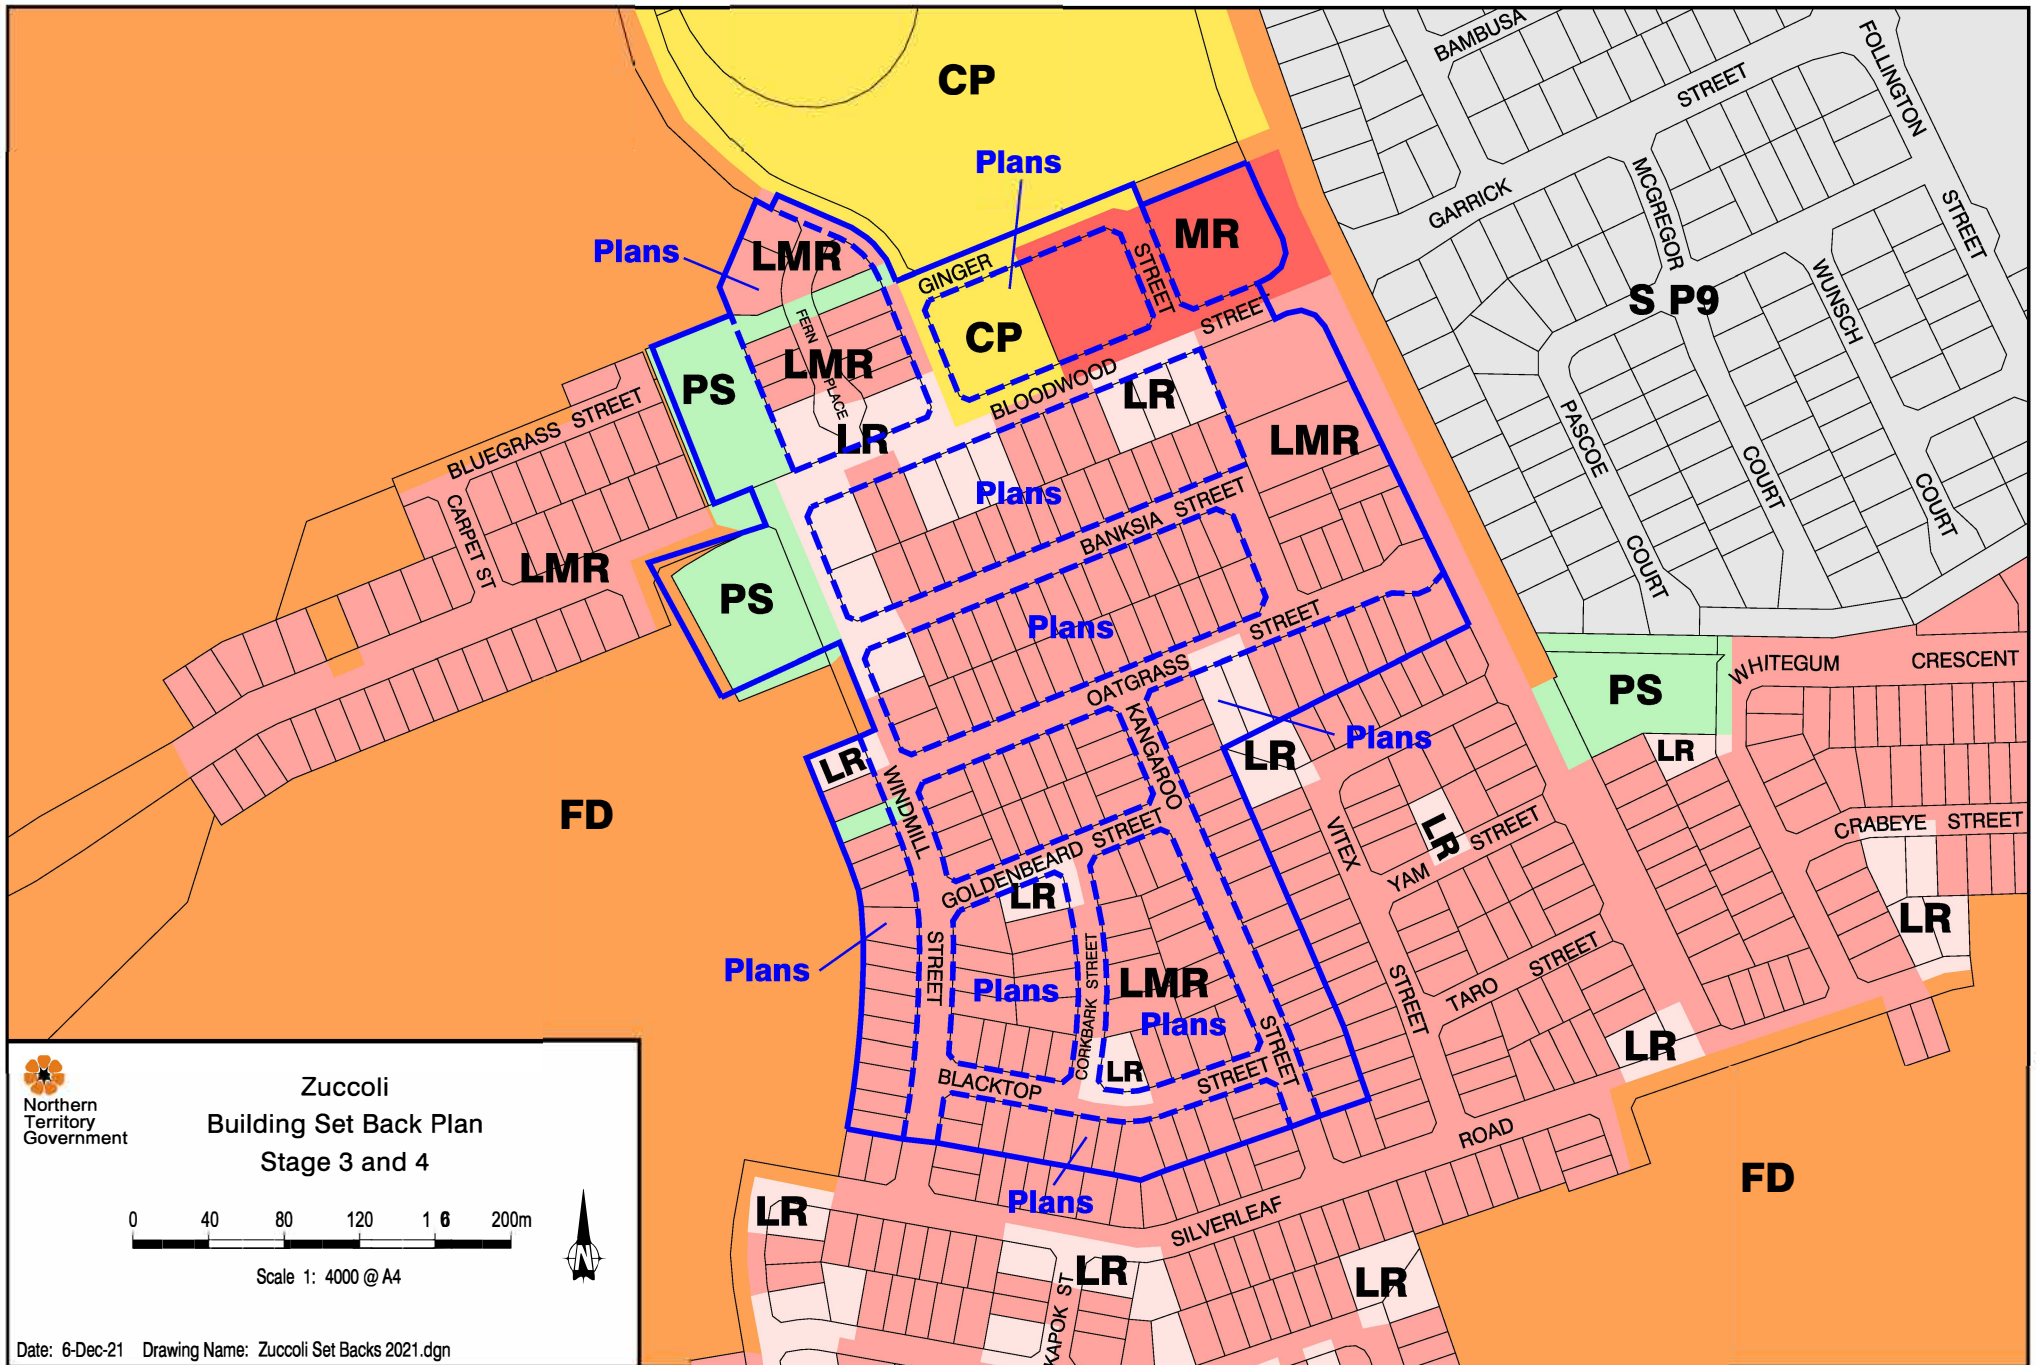 BAMBUSA
FOLLINGTON
STREET
CP
STREET
Plans
MCGREGOR
GARRICK
STREET
Plans
LMR
GINGER
STREET
MR
S P9
WUNSCH
FERN
PLACE
LMR
CP
STREE
BLOODWOOD
PS
LR
LR
BLUEGRASS STREET
LMR
PASCOE
COURT
COURT
COURT
CARPET ST
Plans
BANKSIA STREET
LMR
PS
Plans
STREET
OATGRASS
KANGAROO
WHITEGUM CRESCENT
PS
LR
Plans
LR
LR
WINDMILL
FD
VITEX
LR
YAM STREET
CRABEYE STREET
GOLDENBEARD STREET
LR
LR
Plans
STREET
Plans
CORKBARK STREET
LMR
Plans
STREET
STREET
TARO STREET
LR
LR
BLACKTOP STREET
ROAD
Plans
SILVERLEAF
FD
LR
LR
KAPOK ST
LR
Northern
Territory
Government
Zuccoli
Building Set Back Plan
Stage 3 and 4
0 40 80 120 1 6 200m
Scale 1: 4000 @ A4
N
Date: 6-Dec-21 Drawing Name: Zuccoli Set Backs 2021.dgn